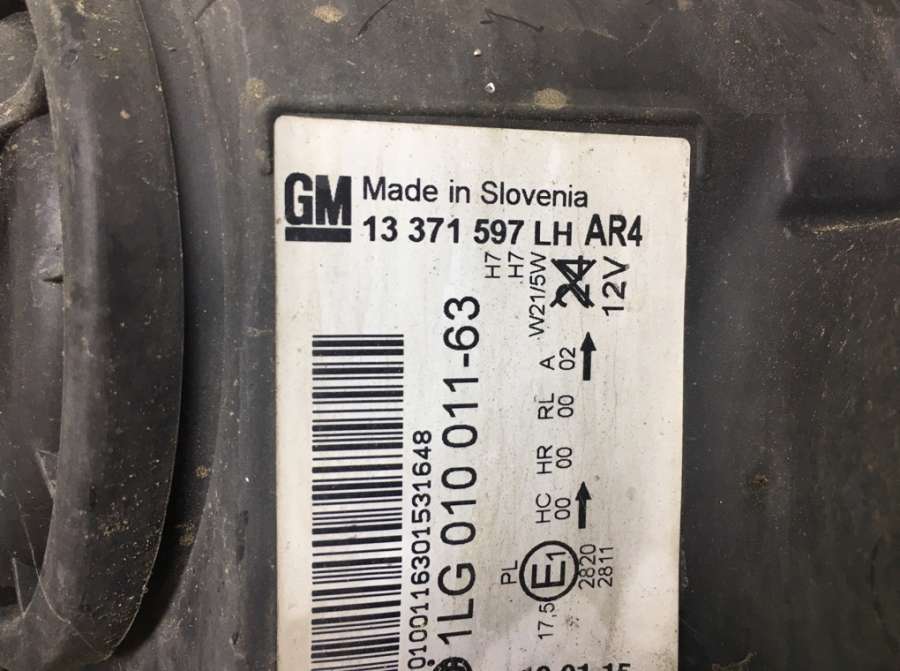 GM
Made in Slovenia
13 371 597 LH AR4
H7
H7
W21/5W
24
12V
A
02
RL
00
HR
00
HC
00
PL
E1
17,5
2820
2811
1LG 010 011-63
0100116301531648